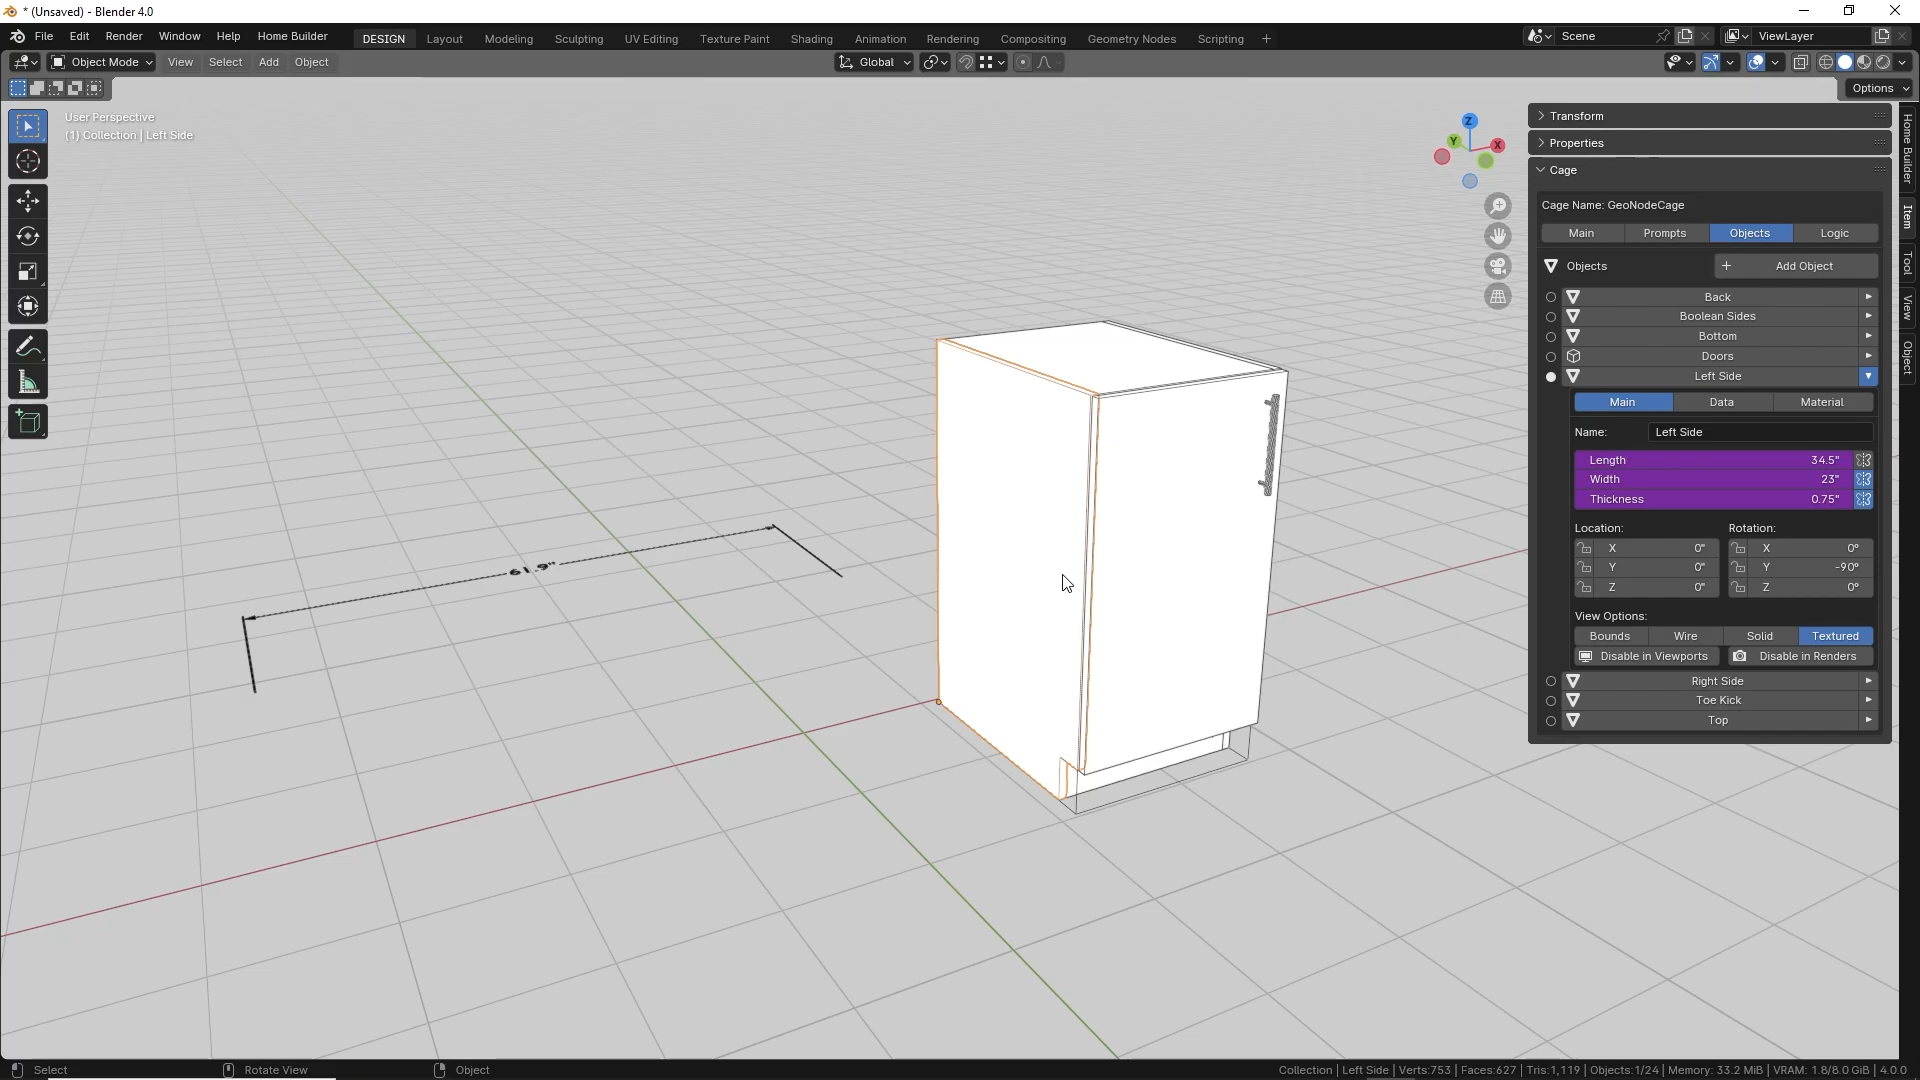 * (Unsaved) - Blender 4.0
File Edit Render Window Help Home Builder DESIGN Layout Modeling Sculpting UV Editing Texture Paint Shading Animation Rendering Compositing Geometry Nodes Scripting + Scene ViewLayer
Object Mode View Select Add Object Global
Options
User Perspective
(1) Collection | Left Side
Z
Y
X
61.9"
Transform
Properties
Cage
Cage Name: GeoNodeCage
Main Prompts Objects Logic
Objects + Add Object
Back
Boolean Sides
Bottom
Doors
Left Side
Main Data Material
Name: Left Side
Length 34.5"
Width 23"
Thickness 0.75"
Location: Rotation:
X 0" X 0°
Y 0" Y -90°
Z 0" Z 0°
View Options:
Bounds Wire Solid Textured
Disable in Viewports Disable in Renders
Right Side
Toe Kick
Top
Home Builder
Item
Tool
View
Object
Select Rotate View Object Collection | Left Side | Verts:753 | Faces:627 | Tris:1,119 | Objects:1/24 | Memory: 33.2 MiB | VRAM: 1.8/8.0 GiB | 4.0.0